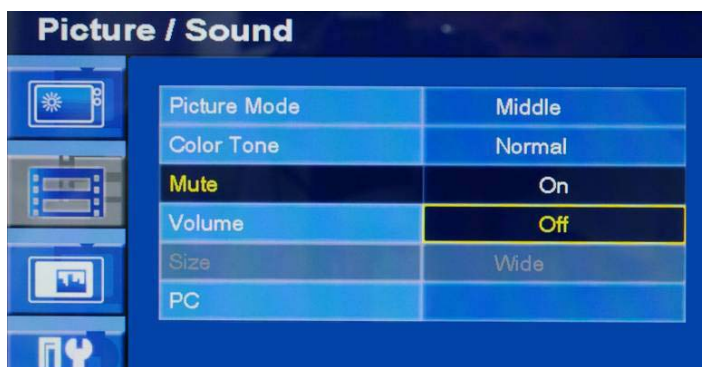 Picture / Sound
Picture Mode Middle
Color Tone Normal
Mute On
Volume Off
Size Wide
PC